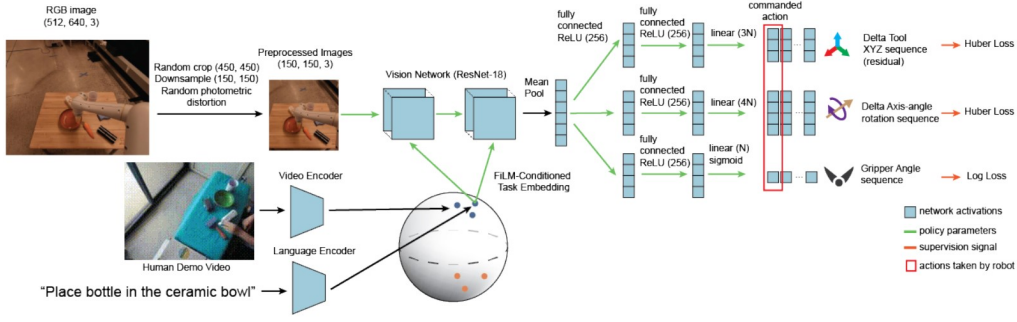 RGB image
(512, 640, 3)
Random crop (450, 450)
Downsample (150, 150)
Random photometric
distortion
Preprocessed Images
(150, 150, 3)
Vision Network (ResNet-18)
Mean
Pool
fully
connected
ReLU (256)
fully
connected
ReLU (256)
fully
connected
ReLU (256)
linear (3N)
commanded
action
Delta Tool
XYZ sequence
(residual)
Huber Loss
fully
connected
ReLU (256)
linear (4N)
Delta Axis-angle
rotation sequence
Huber Loss
fully
connected
ReLU (256)
linear (N)
sigmoid
Gripper Angle
sequence
Log Loss
FiLM-Conditioned
Task Embedding
Video Encoder
Human Demo Video
Language Encoder
“Place bottle in the ceramic bowl”
network activations
policy parameters
supervision signal
actions taken by robot